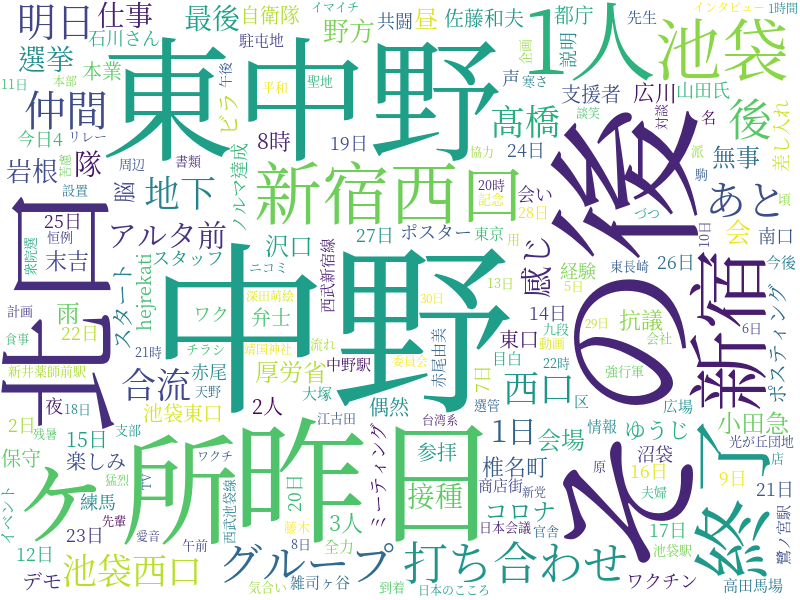 明日
仕事
最後
自衛隊
イマイチ
野方
共闘
昼
佐藤和夫
都庁
先生
インタビュー
1時間
石川さん
駐屯地
選挙
本業
ビラ
午後
平和
聖地
東中野
1人
池袋
企画
寒さ
声
説明
11日
本部
仲間
支援者
広川
山田氏
対談
談笑
名
後
差し入れ
髙橋
今日4
苦慮
リレー
8時
19日
24日
無事
派
駒
頃
岩根
隊
周辺
書類
ノルマ達成
協力
設置
脳
地下
新宿西口
20時
記念
会い
28日
その後
づつ
あと
北口
25日
恒例
衆院選
末吉
アルタ前
スタッフ
沢口
27日
ポスター
東京
用
感じ
会
南口
10日
今後
スタート
hejrekati
西武新宿線
ニコミ
13日
経験
26日
東長崎
5日
新宿
雨
計画
22日
ワク
深田萌絵
弁士
中野
30日
14日
抗議
九段
29日
6日
ポスティング
食事
21時
チラシ
靖国神社
流れ
東口
目白
動画
22時
会社
新井薬師前駅
合流
赤尾
天野
厚労省
中野駅
委員会
赤尾由美
7日
西口
強行軍
夜
18日
2人
大塚
偶然
選管
区
広場
小田急
2日
残暑
支部
池袋東口
江古田
台湾系
1日
会場
情報
ゆうじ
光が丘団地
15日
保守
楽しみ
ワクチ
ケ所
昨日
参拝
椎名町
原
沼袋
了
店
イベント
練馬
猛烈
TV
西武池袋線
20日
ミーティング
接種
商店街
新党
16日
夫婦
9日
21日
23日
先輩
愛音
藤木
3人
コロナ
日本会議
官舎
17日
池袋駅
終
鷺ノ宮駅
12日
デモ
池袋西口
午前
8日
全力
グループ
打ち合わせ
気合い
雑司ヶ谷
到着
日本のこころ
ワクチン
高田馬場